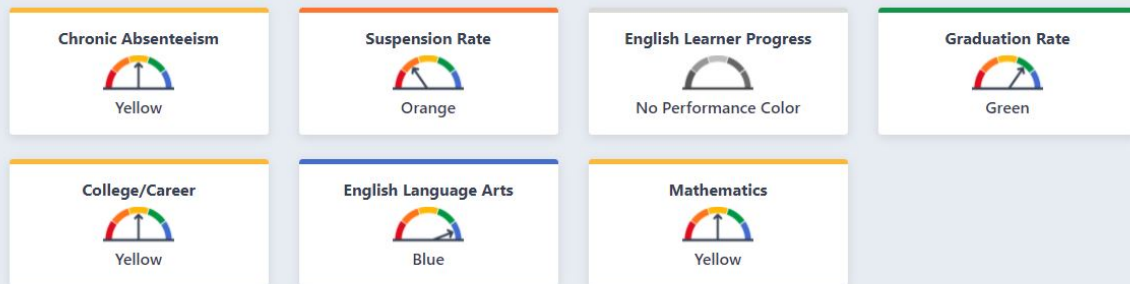 Chronic Absenteeism
Yellow
Suspension Rate
Orange
English Learner Progress
No Performance Color
Graduation Rate
Green
College/Career
Yellow
English Language Arts
Blue
Mathematics
Yellow